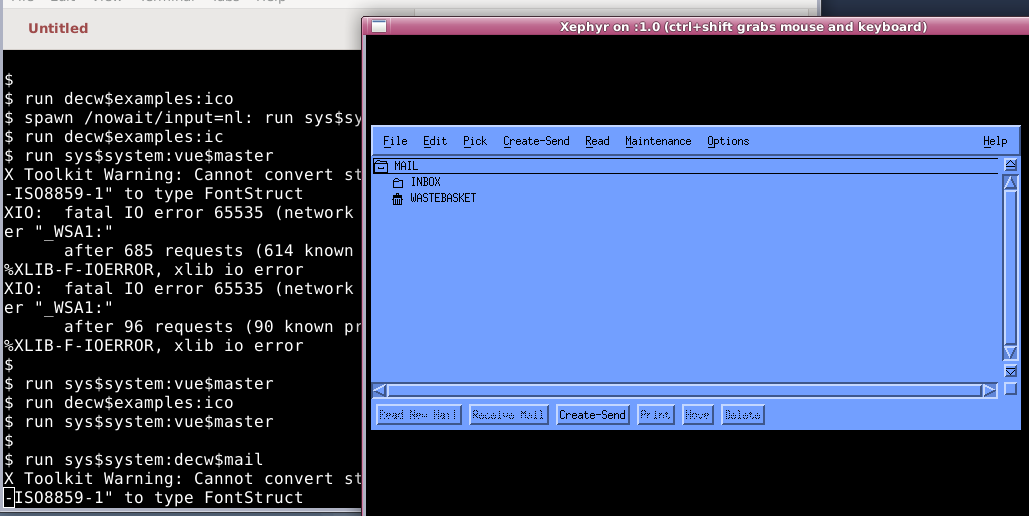 File Edit View Terminal Tabs Help
Untitled
$
$ run decw$examples:ico
$ spawn /nowait/input=nl: run sys$sy
$ run decw$examples:ic
$ run sys$system:vue$master
X Toolkit Warning: Cannot convert st
-ISO8859-1" to type FontStruct
XIO:  fatal IO error 65535 (network
er "_WSA1:"
      after 685 requests (614 known
%XLIB-F-IOERROR, xlib io error
XIO:  fatal IO error 65535 (network
er "_WSA1:"
      after 96 requests (90 known pr
%XLIB-F-IOERROR, xlib io error
$
$ run sys$system:vue$master
$ run decw$examples:ico
$ run sys$system:vue$master
$
$ run sys$system:decw$mail
X Toolkit Warning: Cannot convert st
-ISO8859-1" to type FontStruct
Xephyr on :1.0 (ctrl+shift grabs mouse and keyboard)
File Edit Pick Create-Send Read Maintenance Options Help
MAIL
INBOX
WASTEBASKET
Read New Mail Receive Mail Create-Send Print Move Delete